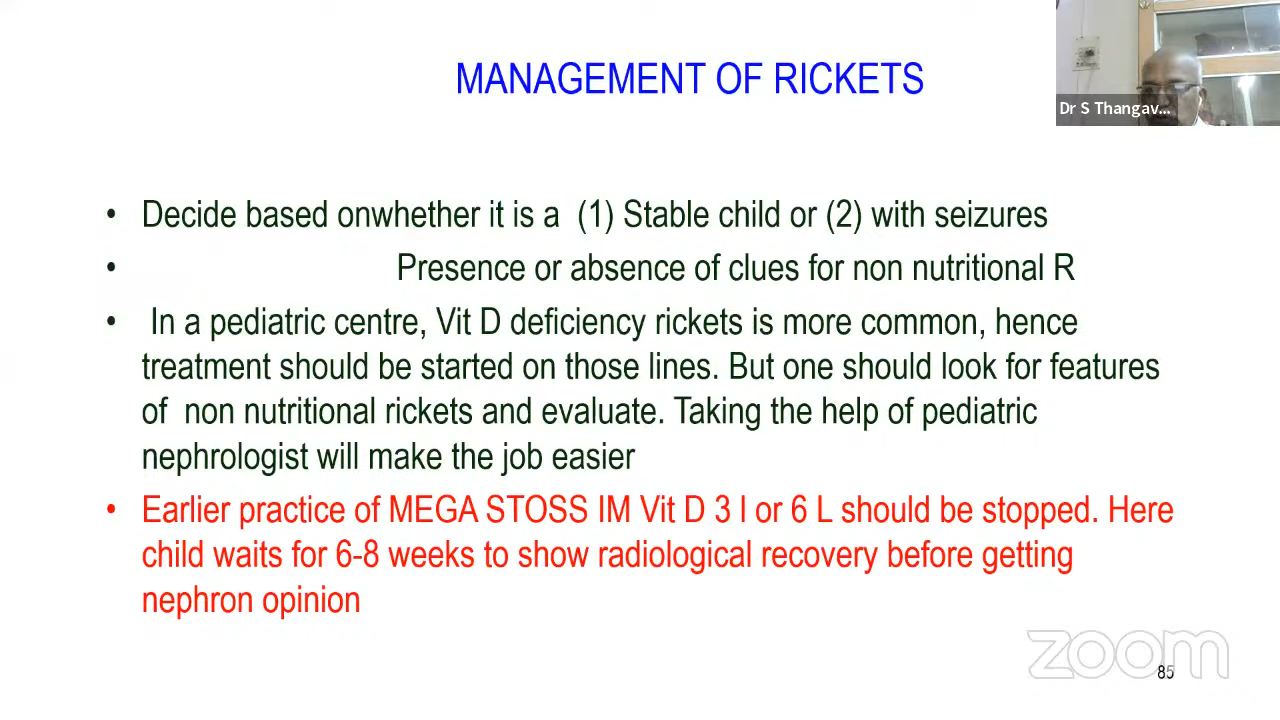 MANAGEMENT OF RICKETS
Dr S Thangav...
• Decide based onwhether it is a (1) Stable child or (2) with seizures
• Presence or absence of clues for non nutritional R
• In a pediatric centre, Vit D deficiency rickets is more common, hence
treatment should be started on those lines. But one should look for features
of non nutritional rickets and evaluate. Taking the help of pediatric
nephrologist will make the job easier
• Earlier practice of MEGA STOSS IM Vit D 3 l or 6 L should be stopped. Here
child waits for 6-8 weeks to show radiological recovery before getting
nephron opinion
zoom
85